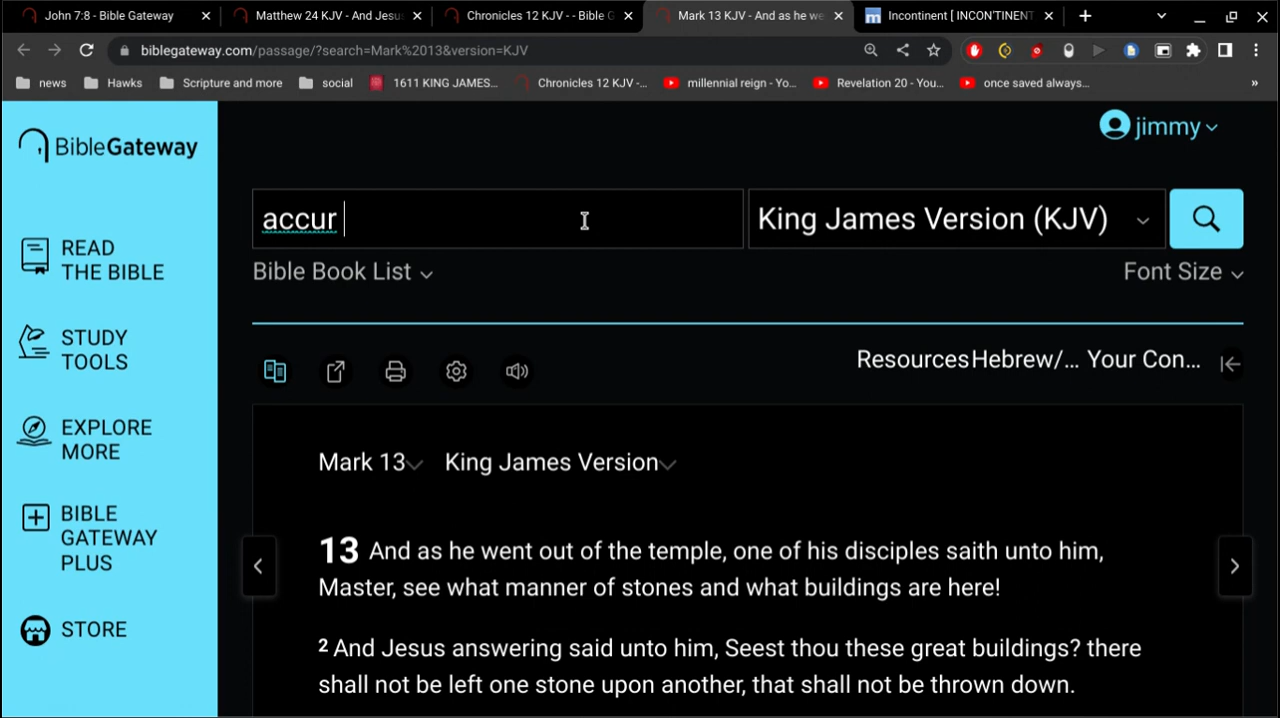 John 7:8 - Bible Gateway
Matthew 24 KJV - And Jesu
Chronicles 12 KJV - - Bible G
Mark 13 KJV - And as he we
Incontinent [ INCON'TINENT
biblegateway.com/passage/?search=Mark%2013&version=KJV
news Hawks Scripture and more social 1611 KING JAMES... Chronicles 12 KJV -... millennial reign - Yo... Revelation 20 - You... once saved always... »
BibleGateway
jimmy
accur
King James Version (KJV)
Bible Book List
Font Size
READ
THE BIBLE
STUDY
TOOLS
EXPLORE
MORE
BIBLE
GATEWAY
PLUS
STORE
Resources Hebrew/... Your Con...
Mark 13 King James Version
13 And as he went out of the temple, one of his disciples saith unto him,
Master, see what manner of stones and what buildings are here!
2 And Jesus answering said unto him, Seest thou these great buildings? there
shall not be left one stone upon another, that shall not be thrown down.